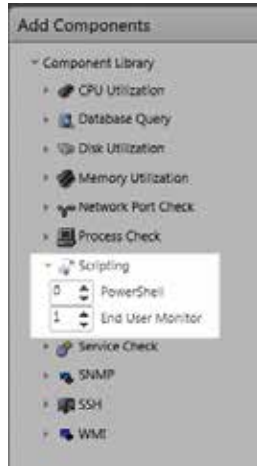 Add Components
Component Library
CPU Utilization
Database Query
Disk Utilization
Memory Utilization
Network Port Check
Process Check
Scripting
0 PowerShell
1 End User Monitor
Service Check
SNMP
SSH
WMI